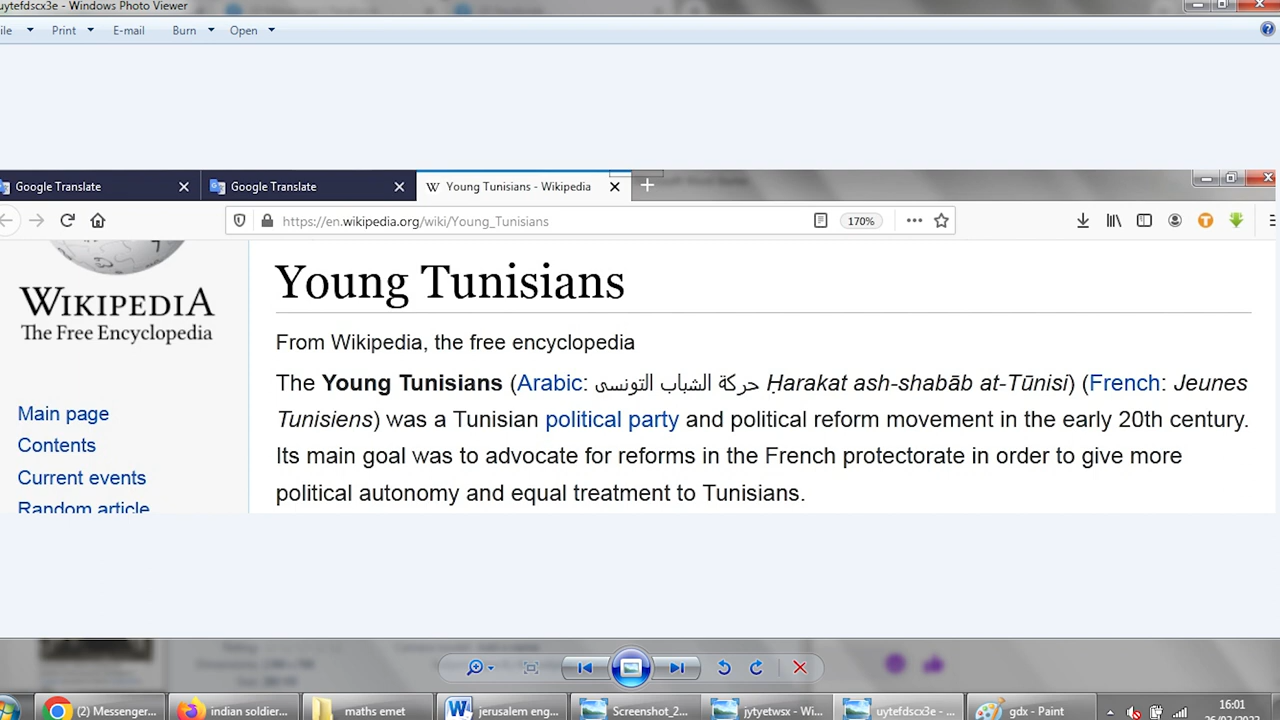 uytefdscx3e - Windows Photo Viewer
Print E-mail Burn Open
Google Translate Google Translate Young Tunisians - Wikipedia
https://en.wikipedia.org/wiki/Young_Tunisians 170%
WIKIPEDIA
The Free Encyclopedia
Main page
Contents
Current events
Random article
Young Tunisians
From Wikipedia, the free encyclopedia
The Young Tunisians (Arabic: حركة الشباب التونسى Ḥarakat ash-shabāb at-Tūnisi) (French: Jeunes
Tunisiens) was a Tunisian political party and political reform movement in the early 20th century.
Its main goal was to advocate for reforms in the French protectorate in order to give more
political autonomy and equal treatment to Tunisians.
(2) Messenger... indian soldier... maths emet jerusalem eng... Screenshot_2... jytyetwsx - Wi... uytefdscx3e - ... gdx - Paint 16:01